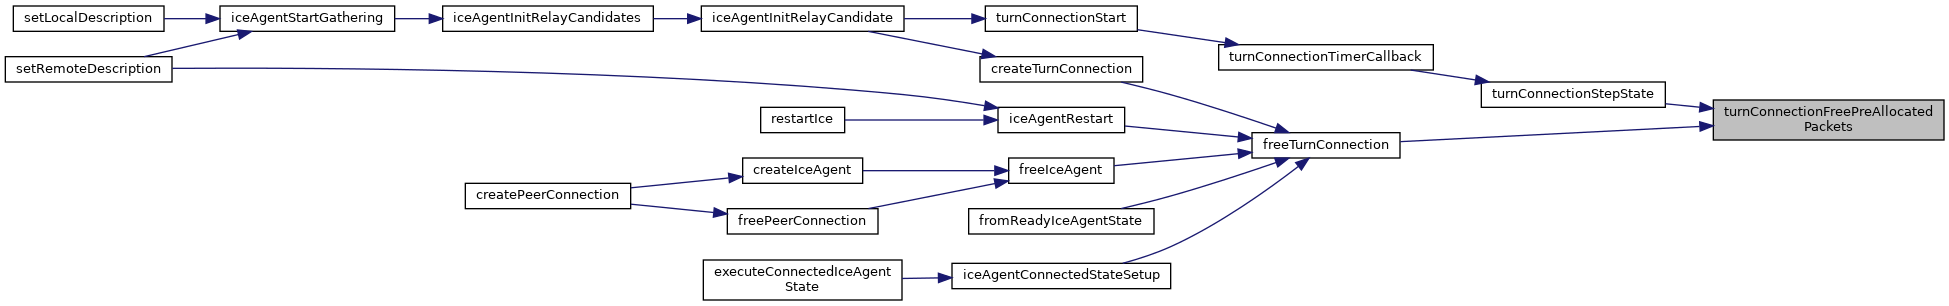 setLocalDescription
iceAgentStartGathering
iceAgentInitRelayCandidates
iceAgentInitRelayCandidate
turnConnectionStart
setRemoteDescription
createTurnConnection
turnConnectionTimerCallback
turnConnectionStepState
turnConnectionFreePreAllocated
Packets
restartIce
iceAgentRestart
freeTurnConnection
createPeerConnection
createIceAgent
freeIceAgent
freePeerConnection
fromReadyIceAgentState
executeConnectedIceAgent
State
iceAgentConnectedStateSetup